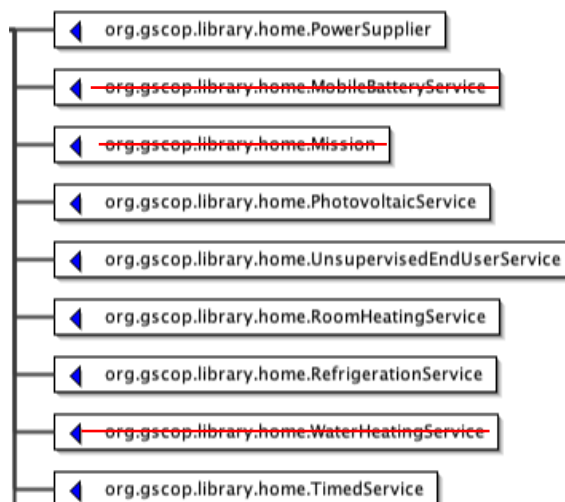 org.gscop.library.home.PowerSupplier
org.gscop.library.home.MobileBatteryService
org.gscop.library.home.Mission
org.gscop.library.home.PhotovoltaicService
org.gscop.library.home.UnsupervisedEndUserService
org.gscop.library.home.RoomHeatingService
org.gscop.library.home.RefrigerationService
org.gscop.library.home.WaterHeatingService
org.gscop.library.home.TimedService